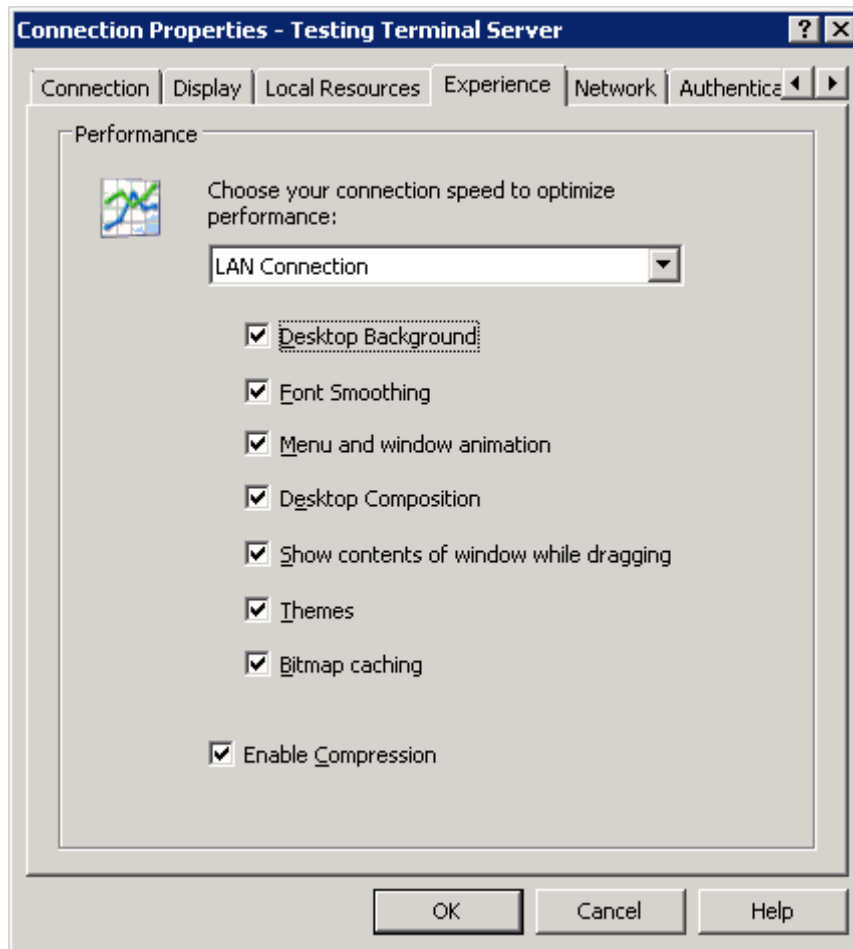 Connection Properties - Testing Terminal Server
Connection Display Local Resources Experience Network Authentica
Performance
Choose your connection speed to optimize
performance:
LAN Connection
Desktop Background
Font Smoothing
Menu and window animation
Desktop Composition
Show contents of window while dragging
Themes
Bitmap caching
Enable Compression
OK Cancel Help